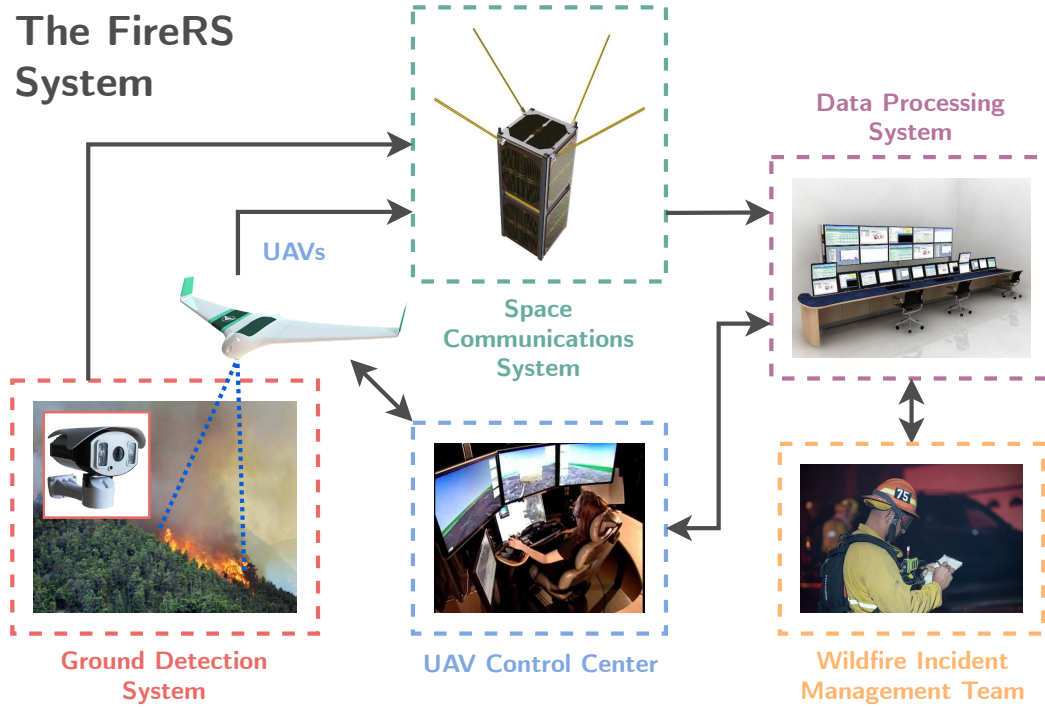 The FireRS
System
Data Processing
System
UAVs
Space
Communications
System
75
Ground Detection
System
UAV Control Center
Wildfire Incident
Management Team